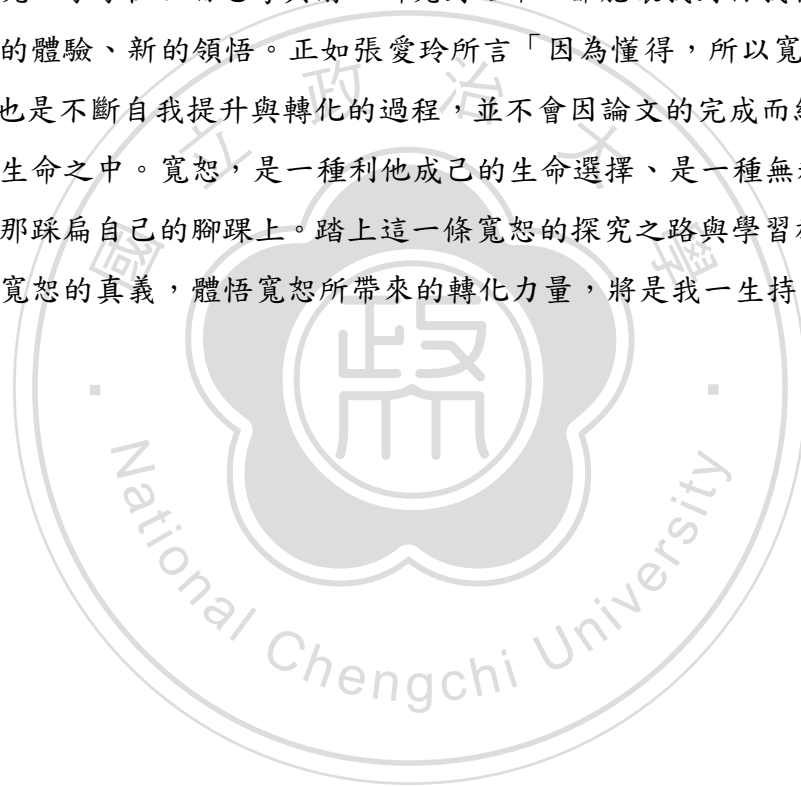 的體驗、新的領悟。正如張愛玲所言「因為懂得,所以寬
也是不斷自我提升與轉化的過程,並不會因論文的完成而
生命之中。寬恕,是一種利他成己的生命選擇、是一種無
那踩扁自己的腳踝上。踏上這一條寬恕的探究之路與學習
寬恕的真義,體悟寬恕所帶來的轉化力量,將是我一生持
國立政治大學
National Chengchi University